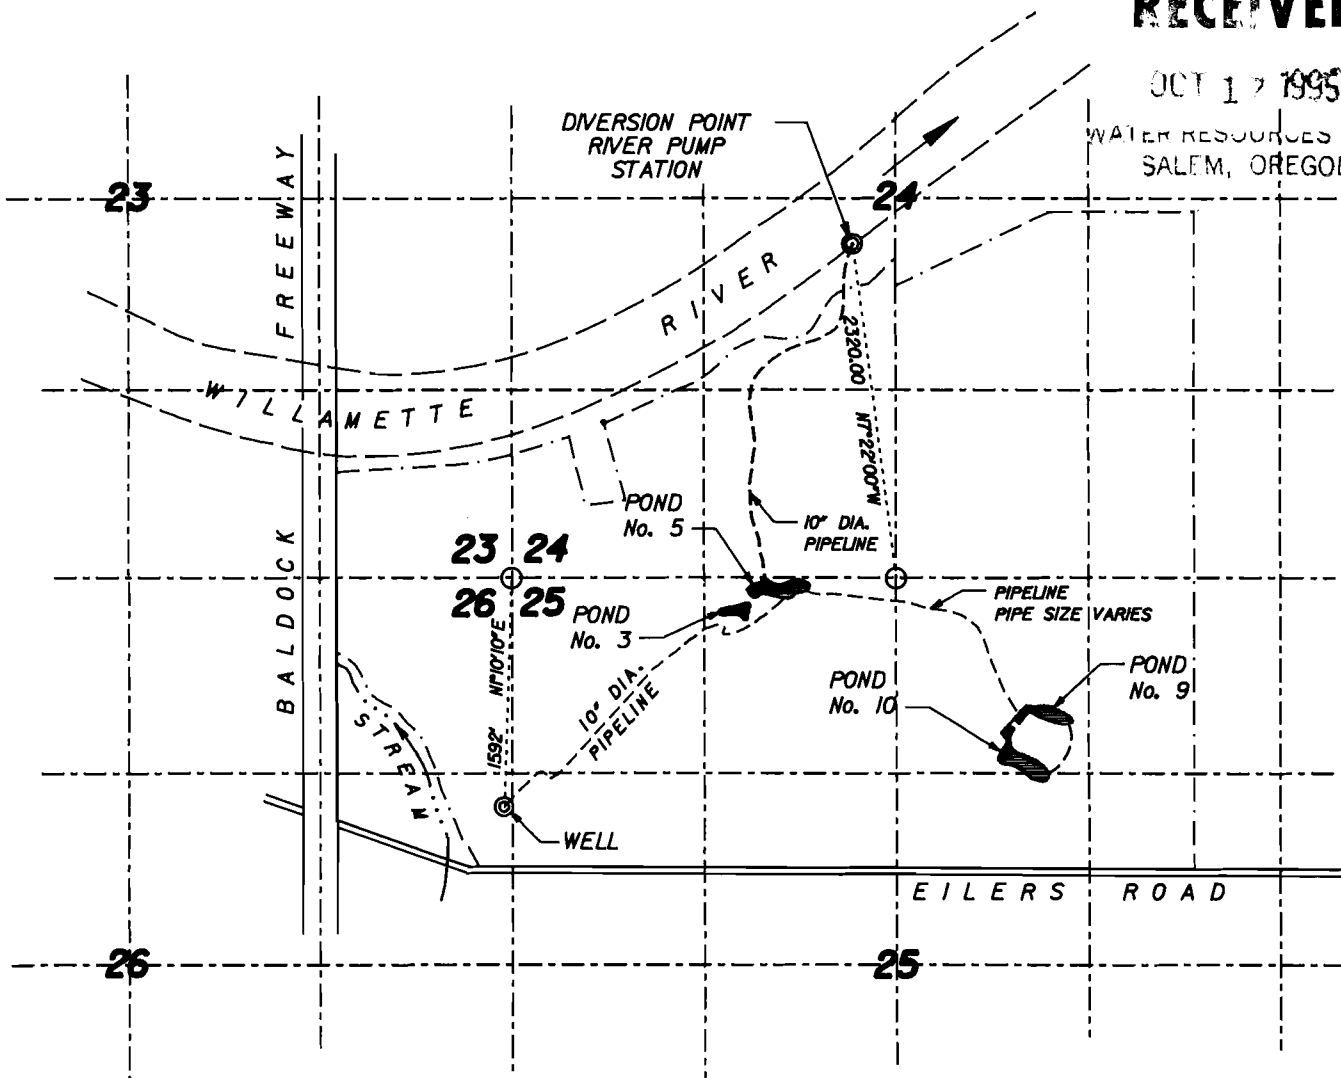 RECEIVE
OCT 1 1995
WATER RESOURCES
SALEM, OREGO
DIVERSION POINT
RIVER PUMP
STATION
23
24
BALDOCK FREEWAY
WILLAMETTE RIVER
2320.00 N7°22'00"W
POND
No. 5
10" DIA.
PIPELINE
23 24
26 25
POND
No. 3
PIPELINE
PIPE SIZE VARIES
1592' N1°10'10"E
10" DIA.
PIPELINE
POND
No. 9
POND
No. 10
STREAM
WELL
EILERS ROAD
26
25